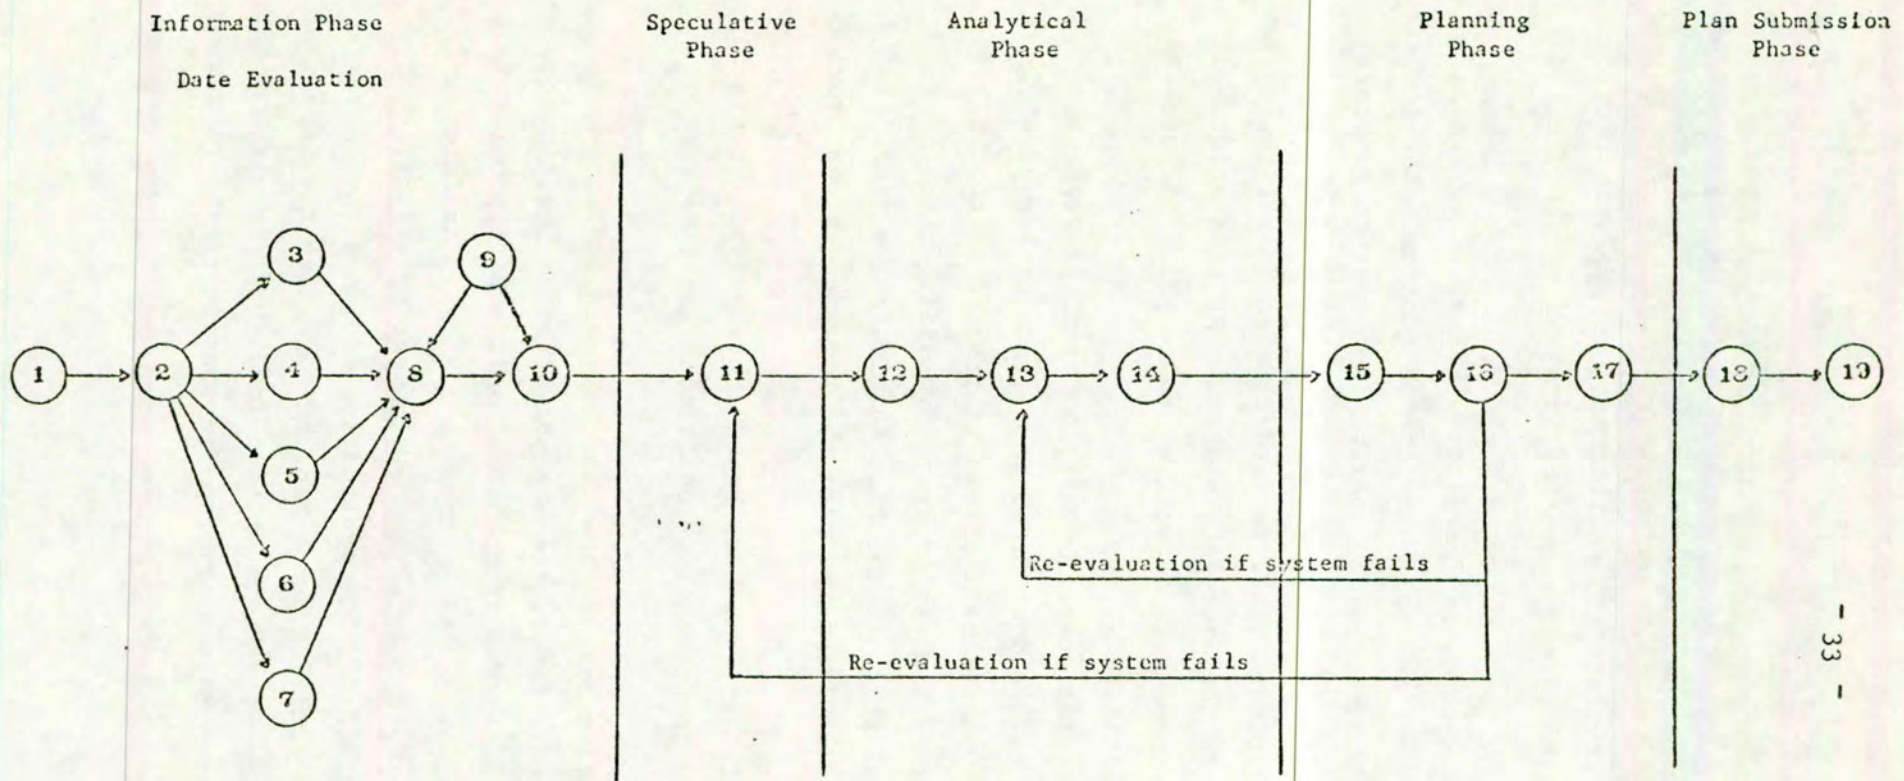 Information Phase
Date Evaluation
Speculative
Phase
Analytical
Phase
Planning
Phase
Plan Submission
Phase
1
2
3
4
5
6
7
8
9
10
11
12
13
14
15
16
17
18
19
Re-evaluation if system fails
Re-evaluation if system fails
- 33 -